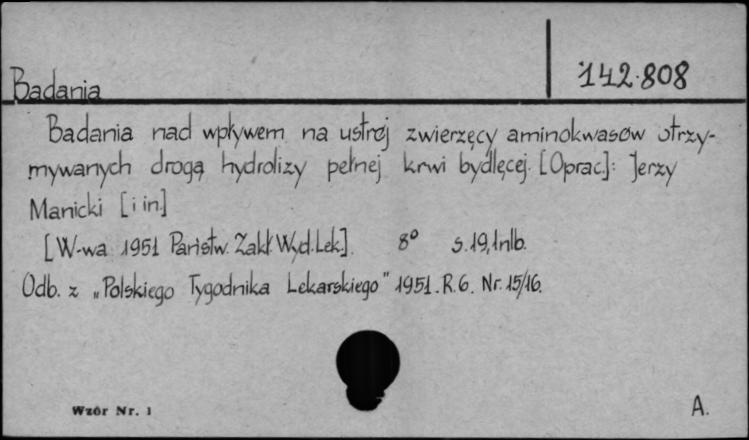 142.808
Badania
Badania nad wpływem na ustrój zwierzęcy aminokwasów otrzy-
mywanych drogą hydrolizy pełnej krwi bydlęcej. [Oprac.]: Jerzy
Manicki [i in.]
[W-wa 1951 Państw. Zakł. Wyd. Lek.]. 8° s. 19, 1 nlb.
Odb. z „Polskiego Tygodnika Lekarskiego" 1951. R. 6. Nr. 15/16.
Wzór Nr. 1
A.